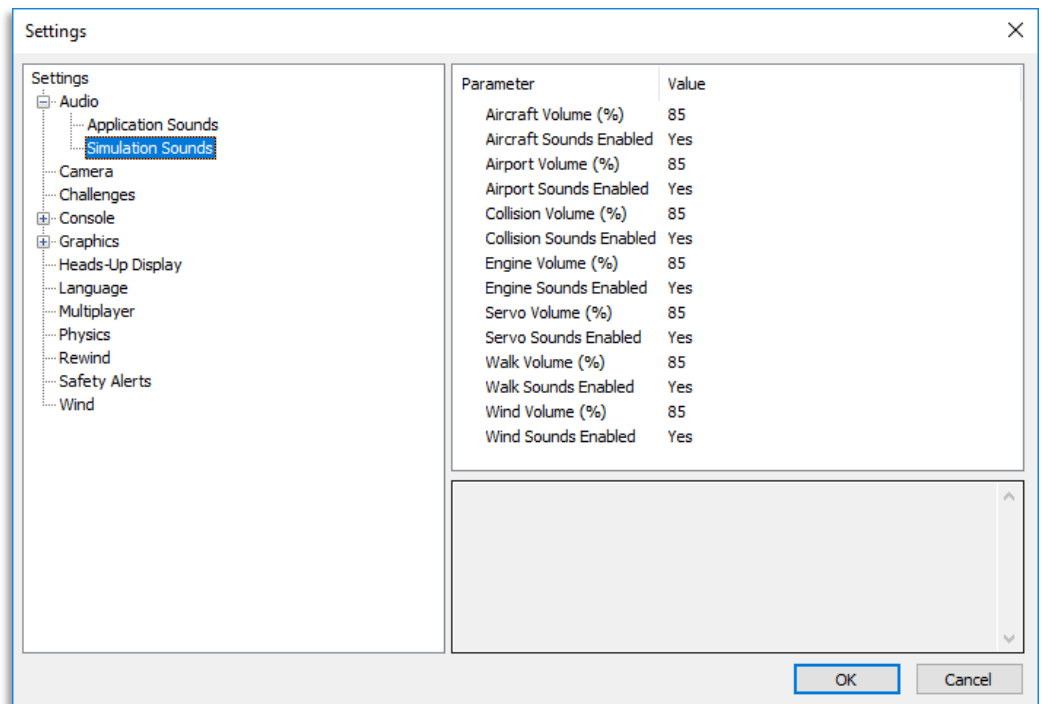 Settings
Settings
Audio
Application Sounds
Simulation Sounds
Camera
Challenges
Console
Graphics
Heads-Up Display
Language
Multiplayer
Physics
Rewind
Safety Alerts
Wind
Parameter Value
Aircraft Volume (%) 85
Aircraft Sounds Enabled Yes
Airport Volume (%) 85
Airport Sounds Enabled Yes
Collision Volume (%) 85
Collision Sounds Enabled Yes
Engine Volume (%) 85
Engine Sounds Enabled Yes
Servo Volume (%) 85
Servo Sounds Enabled Yes
Walk Volume (%) 85
Walk Sounds Enabled Yes
Wind Volume (%) 85
Wind Sounds Enabled Yes
OK Cancel